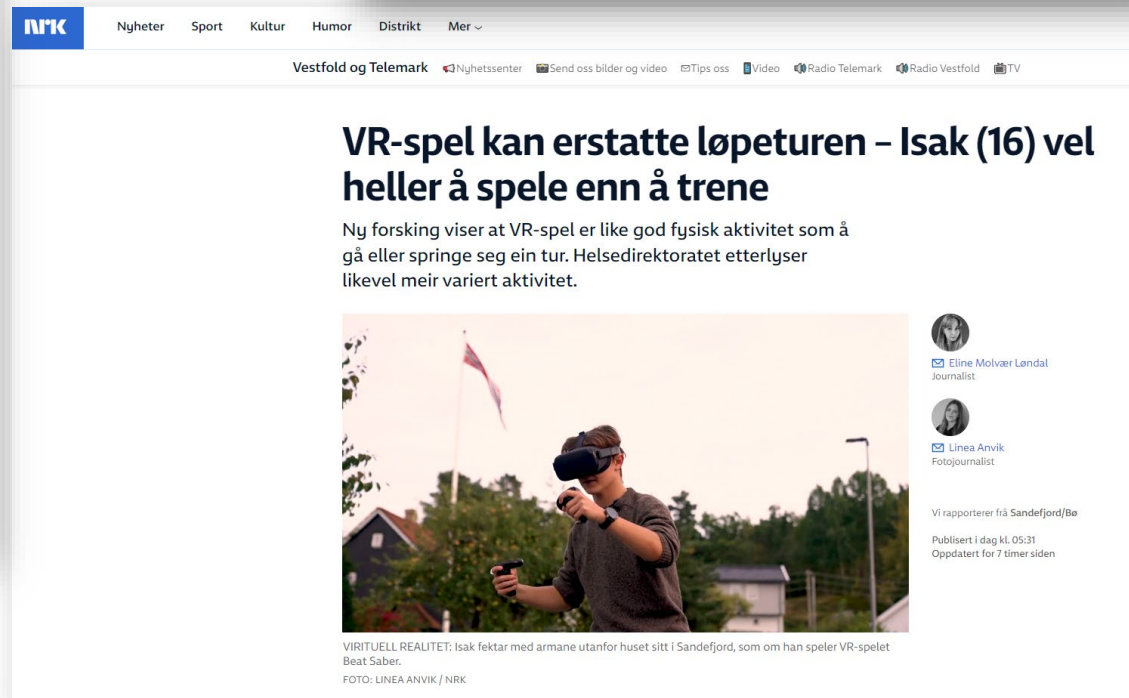 NRK
Nyheter Sport Kultur Humor Distrikt Mer
Vestfold og Telemark Nyhetssenter Send oss bilder og video Tips oss Video Radio Telemark Radio Vestfold TV
VR-spel kan erstatte løpeturen – Isak (16) vel
heller å spele enn å trene
Ny forsking viser at VR-spel er like god fysisk aktivitet som å
gå eller springe seg ein tur. Helsedirektoratet etterlyser
likevel meir variert aktivitet.
Eline Molvær Løndal
Journalist
Linea Anvik
Fotojournalist
Vi rapporterer frå Sandefjord/Bø
Publisert i dag kl. 05:31
Oppdatert for 7 timer siden
VIRITUELL REALITET: Isak fektar med armane utanfor huset sitt i Sandefjord, som om han speler VR-spelet
Beat Saber.
FOTO: LINEA ANVIK / NRK